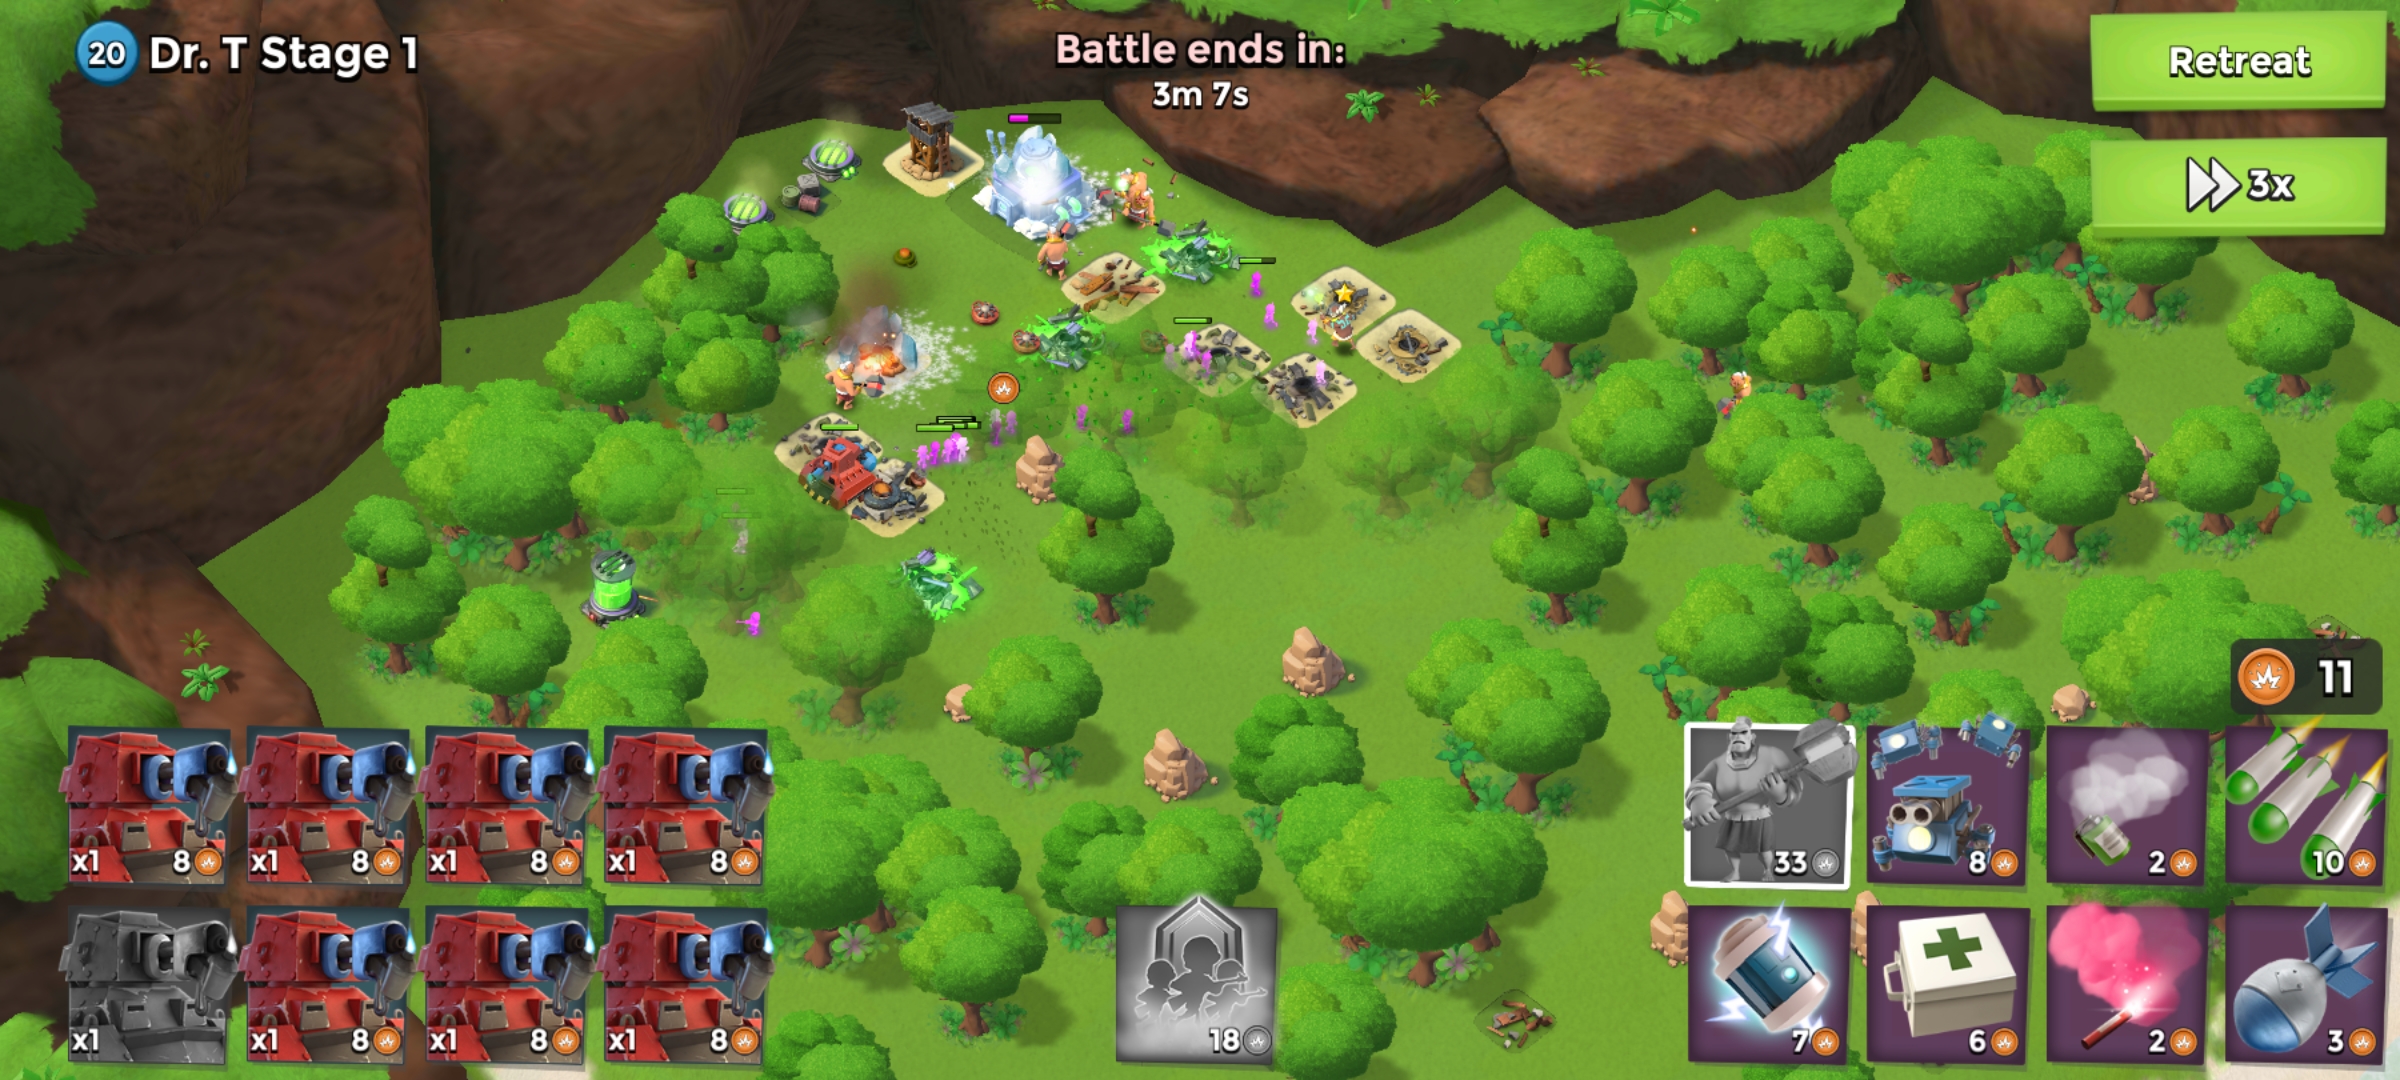 20 Dr. T Stage 1
Battle ends in:
3m 7s
Retreat
3x
11
x1 8
x1 8
x1 8
x1 8
33
8
2
10
x1
x1 8
x1 8
x1 8
18
7
6
2
3